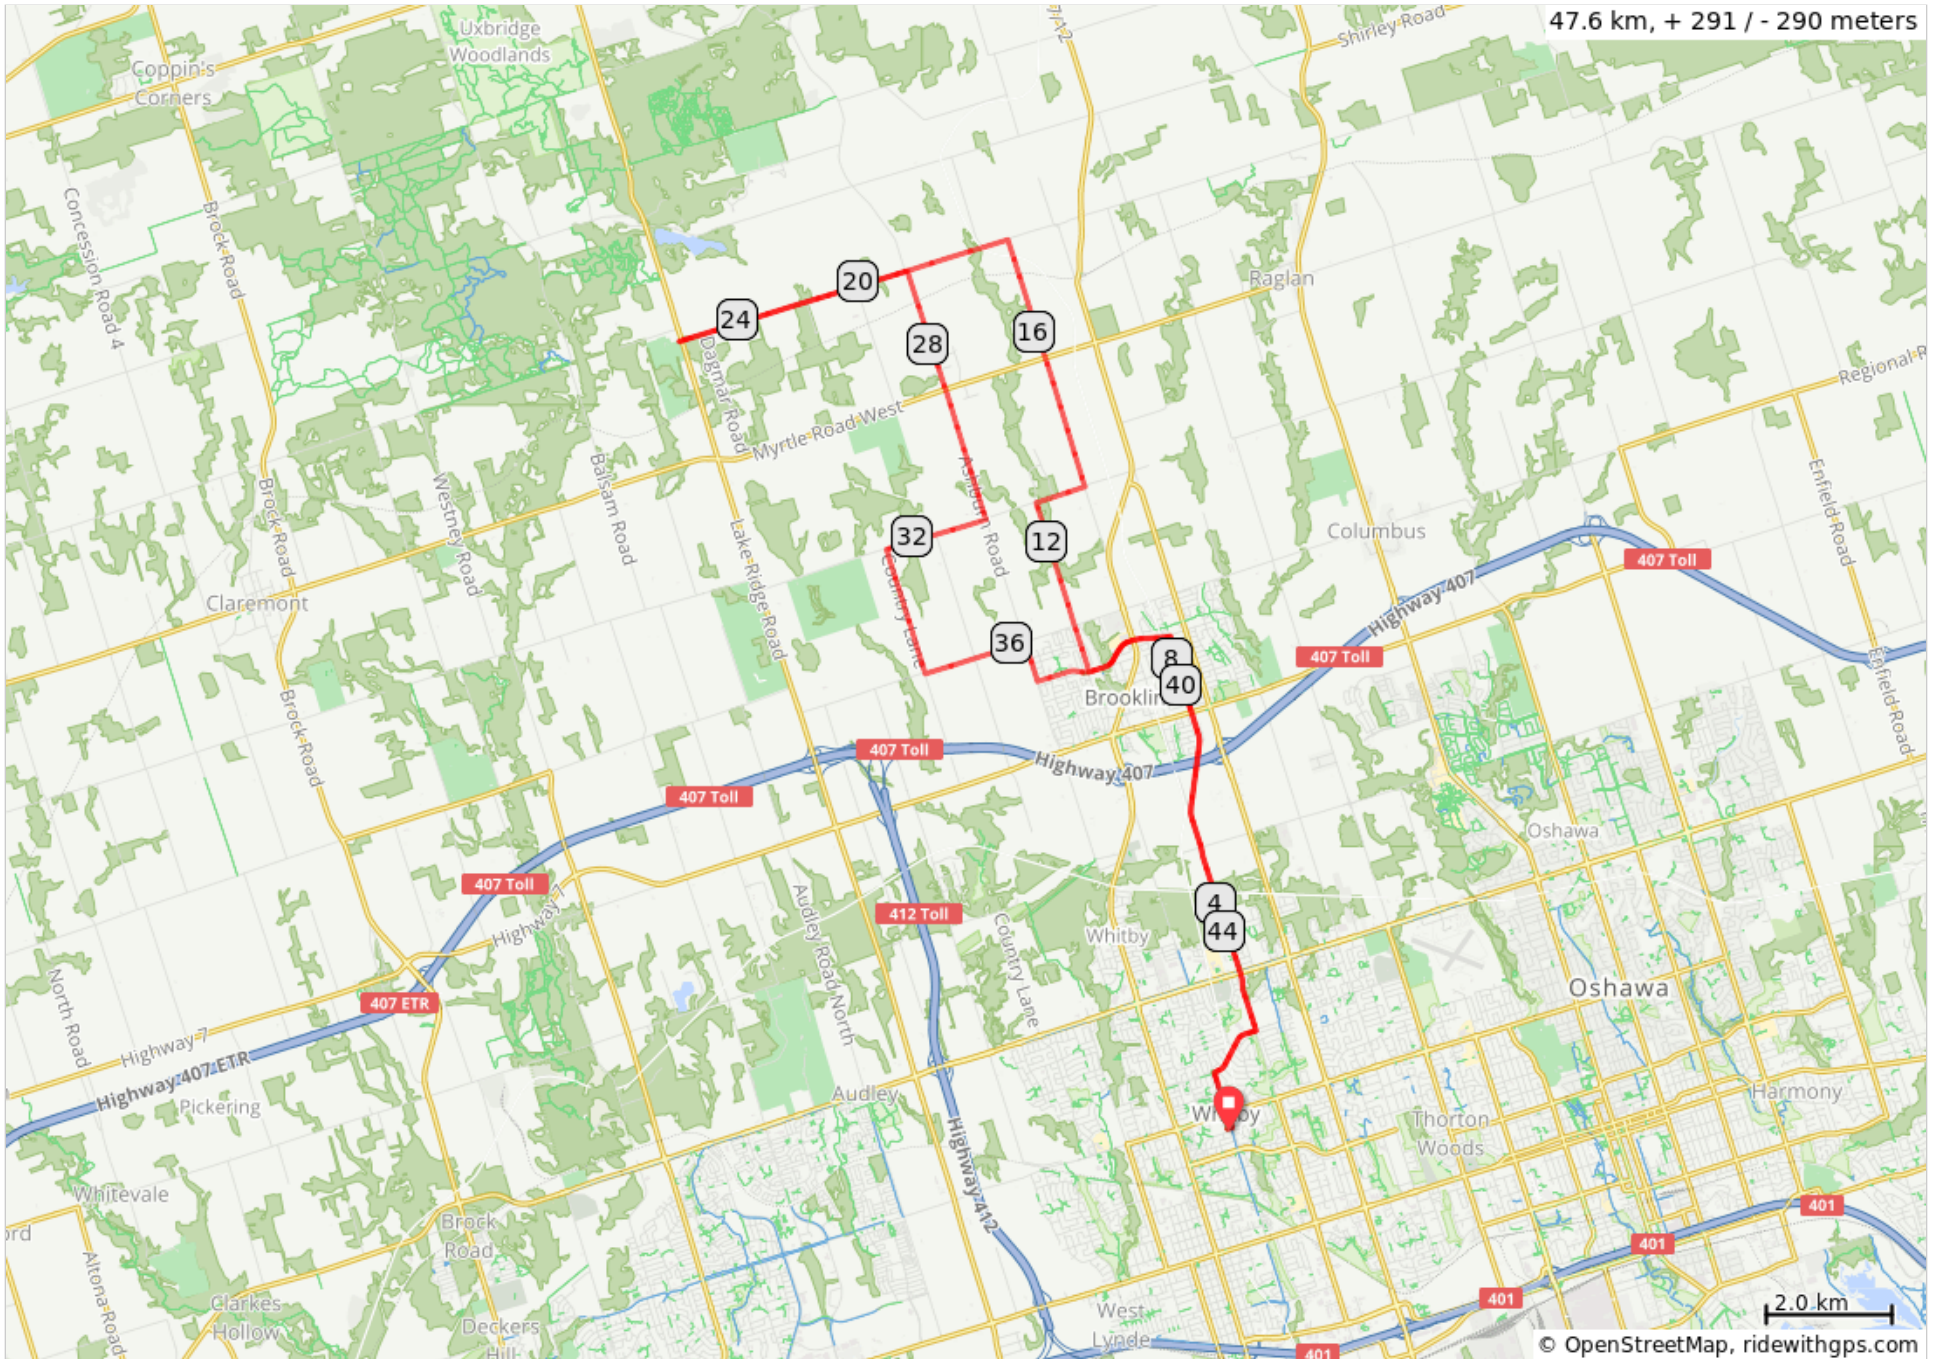 47.6 km, + 291 / - 290 meters
7/12
Shirley Road
Uxbridge
Woodlands
Coppin's
Corners
Concession Road 4
Brock Road
Raglan
20
24
16
28
Dagmar Road
Myrtle Road West
Ashburn Road
Balsam Road
Westney Road
Brock Road
Lake Ridge Road
Enfield Road
Columbus
32
12
407 Toll
Highway 407
Claremont
Country Lane
36
8
40
407 Toll
Enfield Road
Brock Road
407 Toll
Highway 407
407 Toll
Oshawa
407 Toll
Highway 7
Audley Road North
412 Toll
Country Lane
4
44
Whitby
North Road
407 ETR
Oshawa
Highway 7
Highway 407 ETR
Pickering
Audley
Harmony
Thorton
Woods
Highway 412
Whitevale
Brock
Road
Altona Road
401
401
Clarkes
Hollow
Deckers
Hill
West
Lynde
401
2.0 km
401
© OpenStreetMap, ridewithgps.com